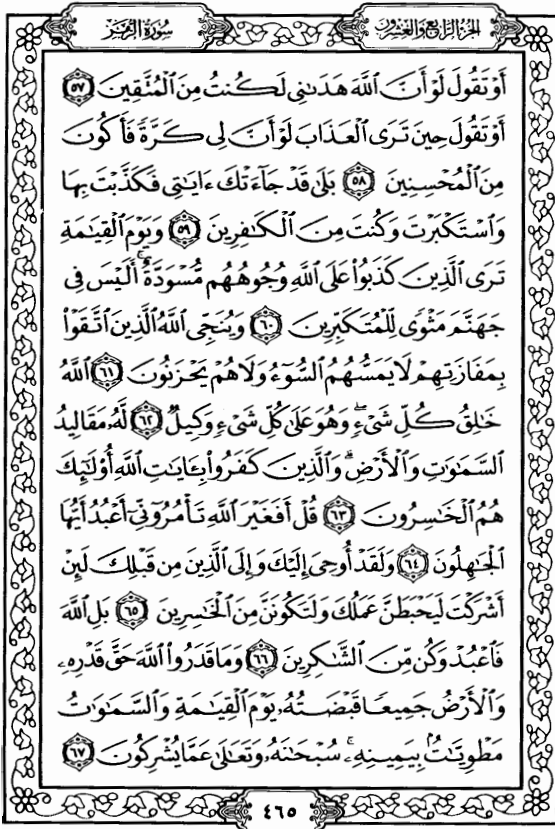 الجزء الرابع والعشرون
سورة الزمر
أَوْ تَقُولَ لَوْ أَنَّ ٱللَّهَ هَدَىٰنِى لَكُنتُ مِنَ ٱلْمُتَّقِينَ ٥٧
أَوْ تَقُولَ حِينَ تَرَى ٱلْعَذَابَ لَوْ أَنَّ لِى كَرَّةً فَأَكُونَ
مِنَ ٱلْمُحْسِنِينَ ٥٨ بَلَىٰ قَدْ جَآءَتْكَ ءَايَٰتِى فَكَذَّبْتَ بِهَا
وَٱسْتَكْبَرْتَ وَكُنتَ مِنَ ٱلْكَٰفِرِينَ ٥٩ وَيَوْمَ ٱلْقِيَٰمَةِ
تَرَى ٱلَّذِينَ كَذَبُوا۟ عَلَى ٱللَّهِ وُجُوهُهُم مُّسْوَدَّةٌ ۚ أَلَيْسَ فِى
جَهَنَّمَ مَثْوًى لِّلْمُتَكَبِّرِينَ ٦٠ وَيُنَجِّى ٱللَّهُ ٱلَّذِينَ ٱتَّقَوْا۟
بِمَفَازَتِهِمْ لَا يَمَسُّهُمُ ٱلسُّوٓءُ وَلَا هُمْ يَحْزَنُونَ ٦١ ٱللَّهُ
خَٰلِقُ كُلِّ شَىْءٍ ۖ وَهُوَ عَلَىٰ كُلِّ شَىْءٍ وَكِيلٌ ٦٢ لَّهُۥ مَقَالِيدُ
ٱلسَّمَٰوَٰتِ وَٱلْأَرْضِ ۗ وَٱلَّذِينَ كَفَرُوا۟ بِـَٔايَٰتِ ٱللَّهِ أُو۟لَٰٓئِكَ
هُمُ ٱلْخَٰسِرُونَ ٦٣ قُلْ أَفَغَيْرَ ٱللَّهِ تَأْمُرُوٓنِّىٓ أَعْبُدُ أَيُّهَا
ٱلْجَٰهِلُونَ ٦٤ وَلَقَدْ أُوحِىَ إِلَيْكَ وَإِلَى ٱلَّذِينَ مِن قَبْلِكَ لَئِنْ
أَشْرَكْتَ لَيَحْبَطَنَّ عَمَلُكَ وَلَتَكُونَنَّ مِنَ ٱلْخَٰسِرِينَ ٦٥ بَلِ ٱللَّهَ
فَٱعْبُدْ وَكُن مِّنَ ٱلشَّٰكِرِينَ ٦٦ وَمَا قَدَرُوا۟ ٱللَّهَ حَقَّ قَدْرِهِۦ
وَٱلْأَرْضُ جَمِيعًا قَبْضَتُهُۥ يَوْمَ ٱلْقِيَٰمَةِ وَٱلسَّمَٰوَٰتُ
مَطْوِيَّٰتٌۢ بِيَمِينِهِۦ ۚ سُبْحَٰنَهُۥ وَتَعَٰلَىٰ عَمَّا يُشْرِكُونَ ٦٧
٤٦٥